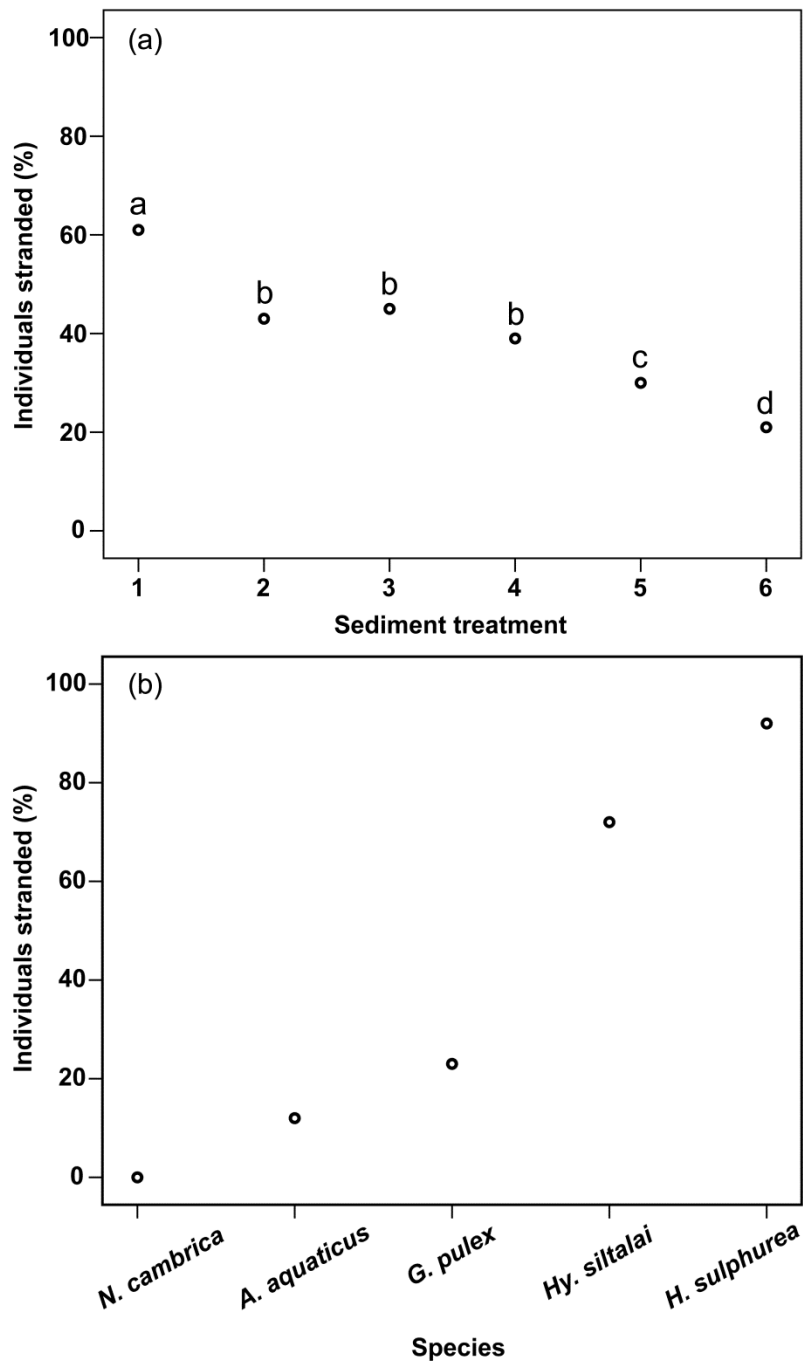 (a)
100
80
60
40
20
0
Individuals stranded (%)
a
b
b
b
c
d
1 2 3 4 5 6
Sediment treatment
(b)
100
80
60
40
20
0
Individuals stranded (%)
N. cambrica
A. aquaticus
G. pulex
Hy. siltalai
H. sulphurea
Species